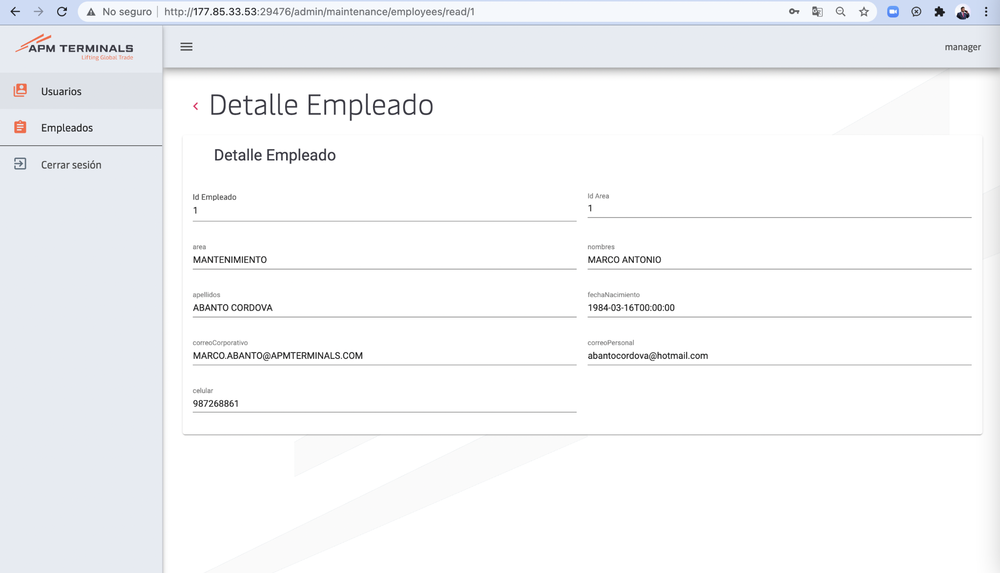 No seguro | http://177.85.33.53:29476/admin/maintenance/employees/read/1
APM TERMINALS
Lifting Global Trade
manager
Usuarios
Empleados
Cerrar sesión
Detalle Empleado
Detalle Empleado
Id Empleado
1
Id Area
1
area
MANTENIMIENTO
nombres
MARCO ANTONIO
apellidos
ABANTO CORDOVA
fechaNacimiento
1984-03-16T00:00:00
correoCorporativo
MARCO.ABANTO@APMTERMINALS.COM
correoPersonal
abantocordova@hotmail.com
celular
987268861